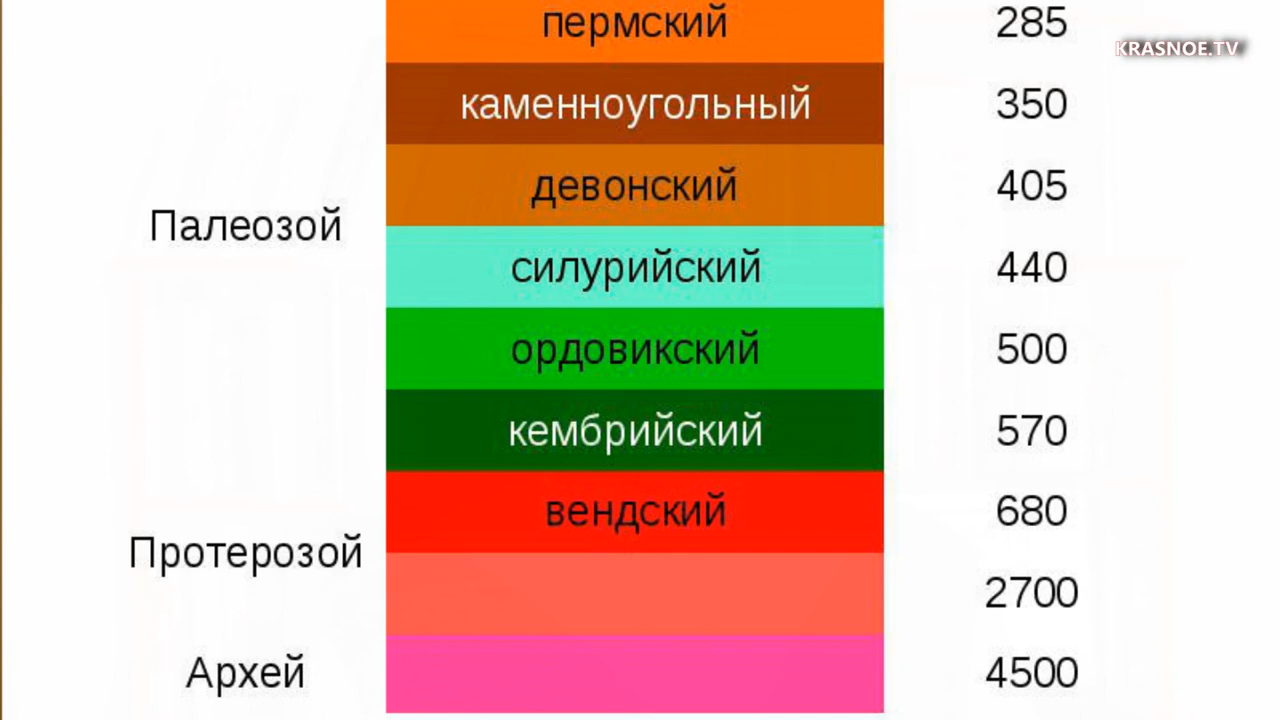 пермский 285
KRASNOE.TV
каменноугольный 350
девонский 405
Палеозой
силурийский 440
ордовикский 500
кембрийский 570
вендский 680
Протерозой
2700
Архей 4500